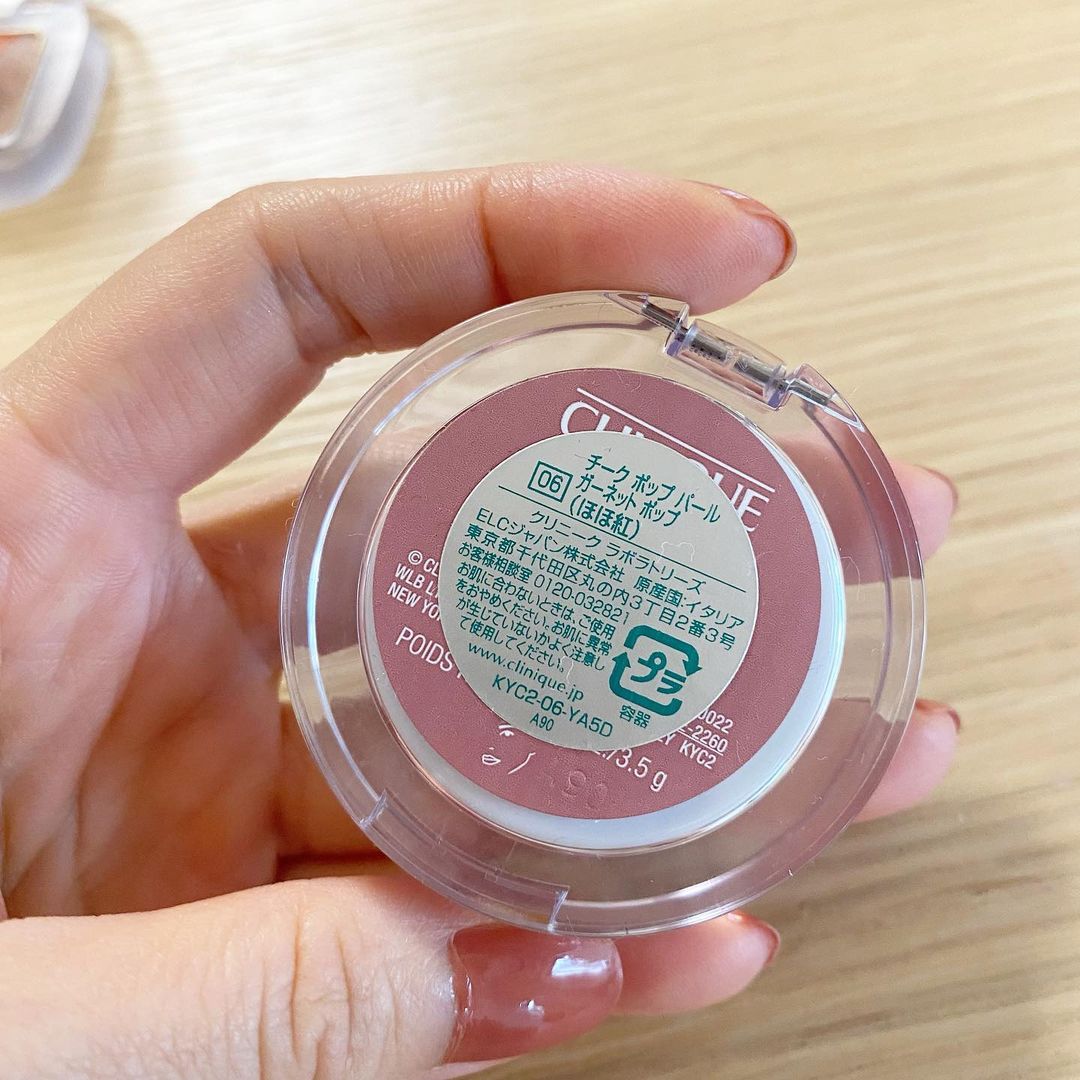 06
チーク ポップ パール
ガーネット ポップ
(ほほ紅)
クリニーク ラボラトリーズ
ELCジャパン株式会社 原産国:イタリア
東京都千代田区丸の内3丁目2番3号
お客様相談室 0120-032821
お肌に合わないときは、ご使用
をおやめください。お肌に異常
が生じていないかよく注意し
て使用してください。
www.clinique.jp
KYC2-06-YA5D
A90
プラ
容器
©
WLB
NEW
POIDS
KYC2
3.5 g